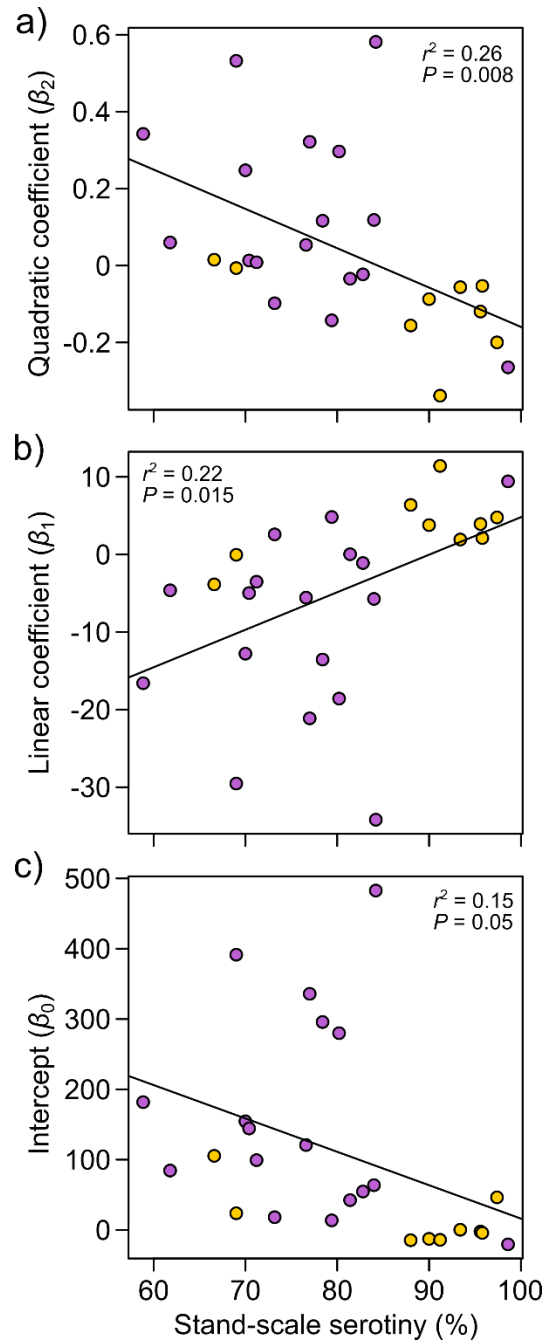 a)
0.6
0.4
0.2
0
-0.2
Quadratic coefficient (β2)
r2 = 0.26
P = 0.008
b)
10
0
-10
-20
-30
Linear coefficient (β1)
r2 = 0.22
P = 0.015
c)
500
400
300
200
100
0
Intercept (β0)
r2 = 0.15
P = 0.05
60 70 80 90 100
Stand-scale serotiny (%)